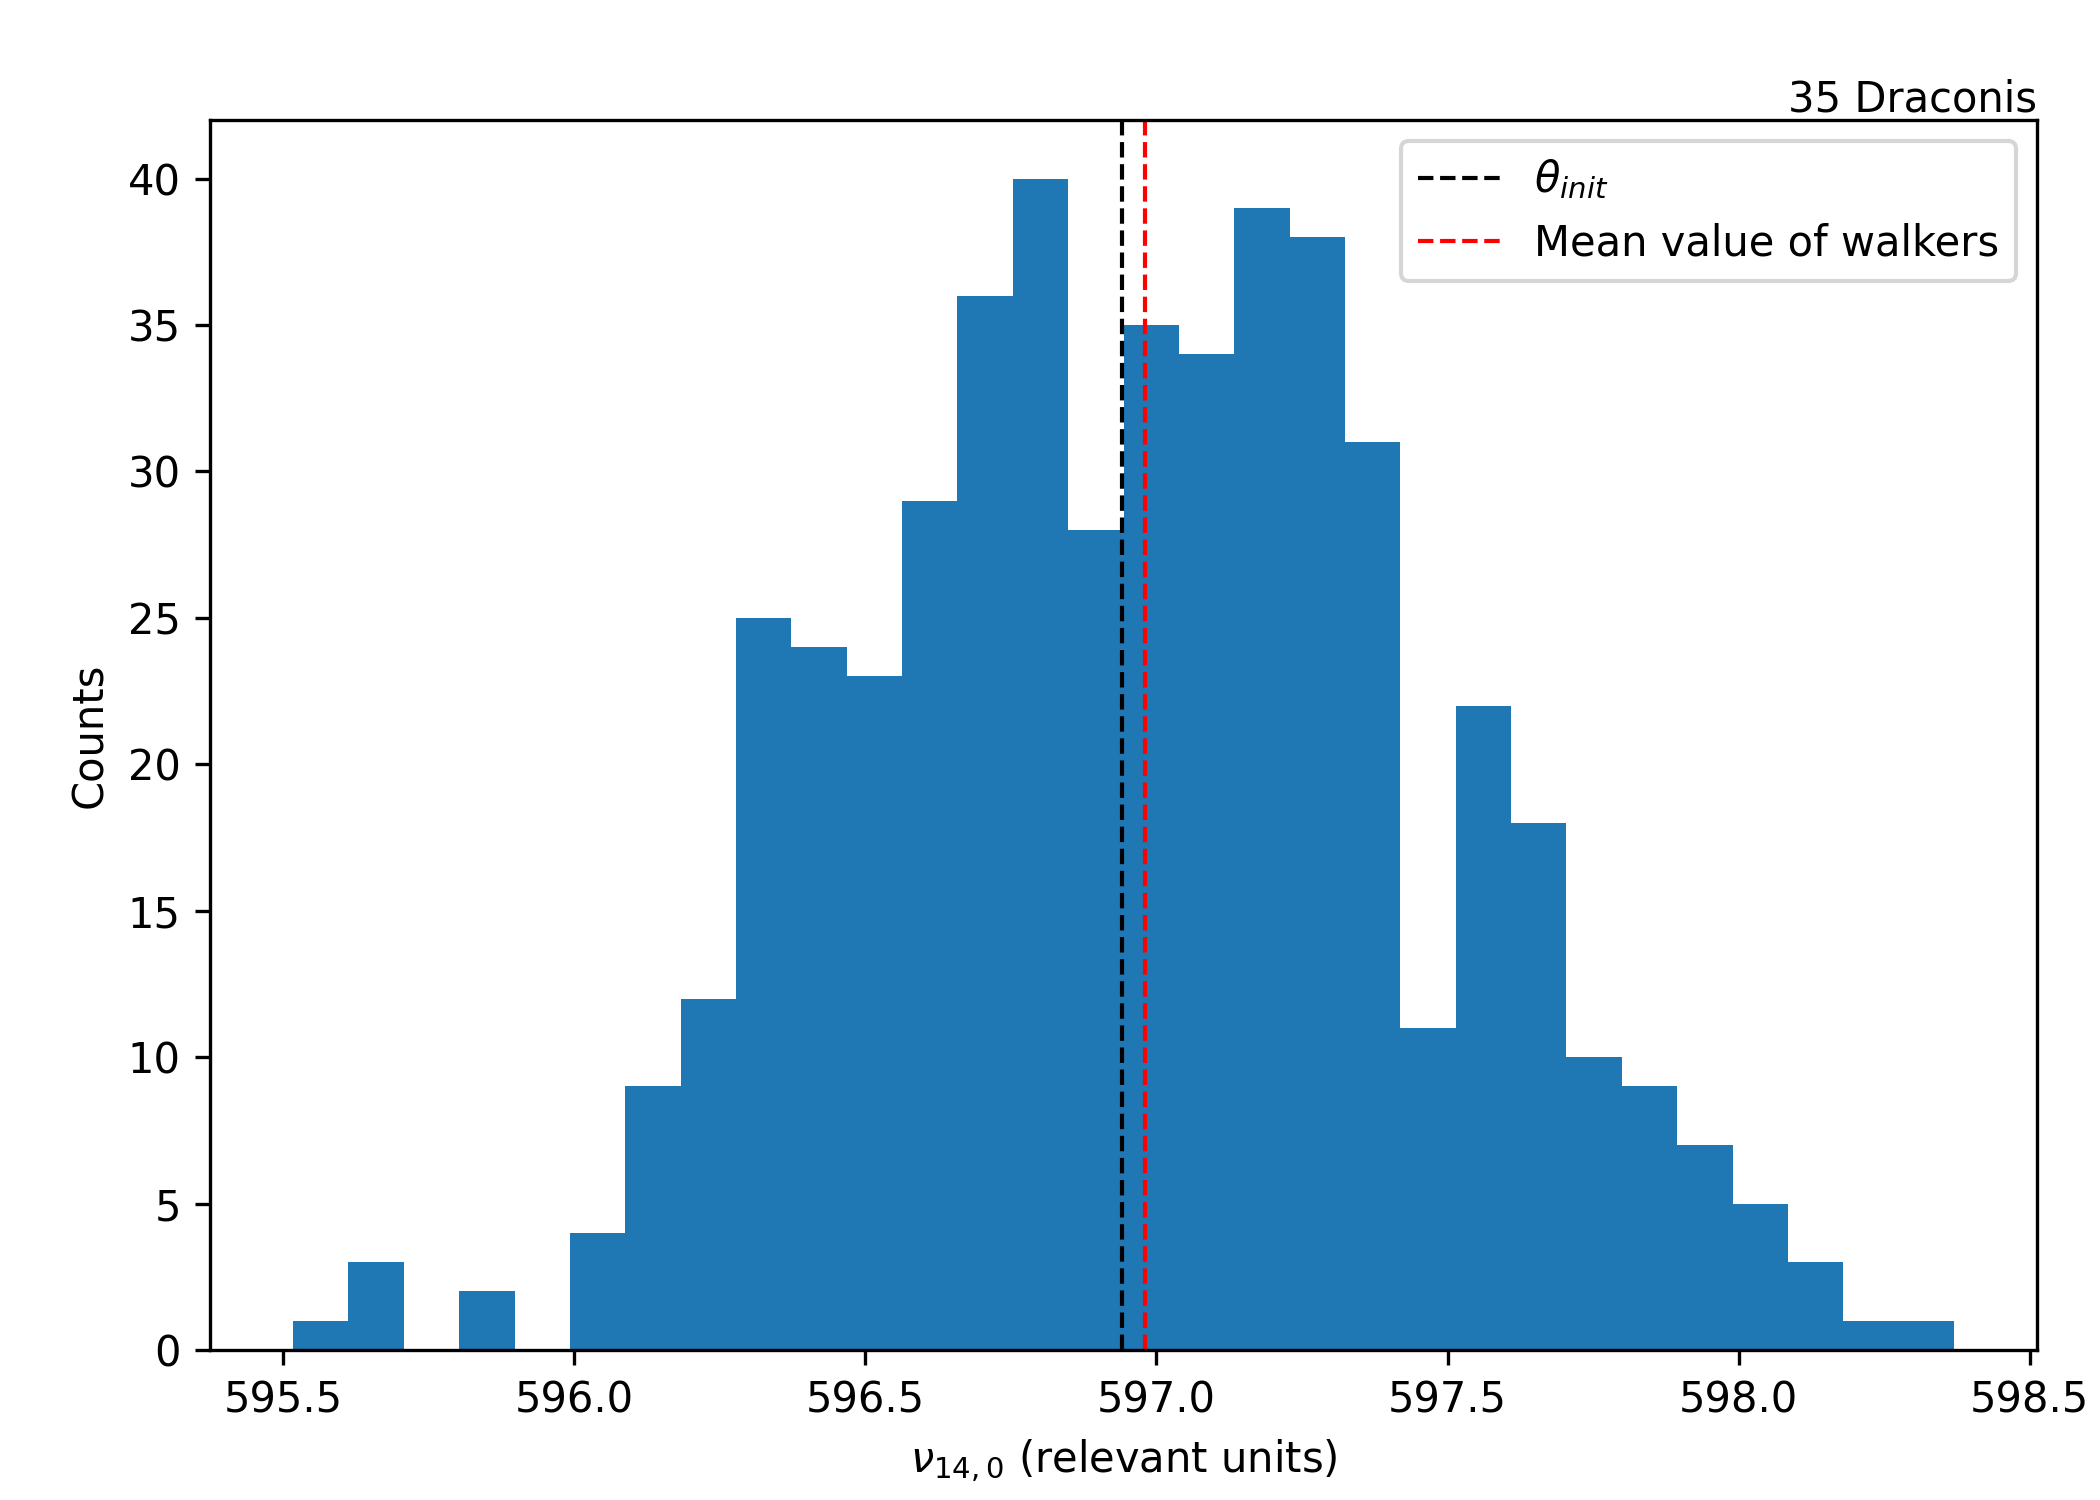 35 Draconis
θinit
Mean value of walkers
40
35
30
25
20
15
10
5
0
Counts
595.5 596.0 596.5 597.0 597.5 598.0 598.5
ν14, 0 (relevant units)